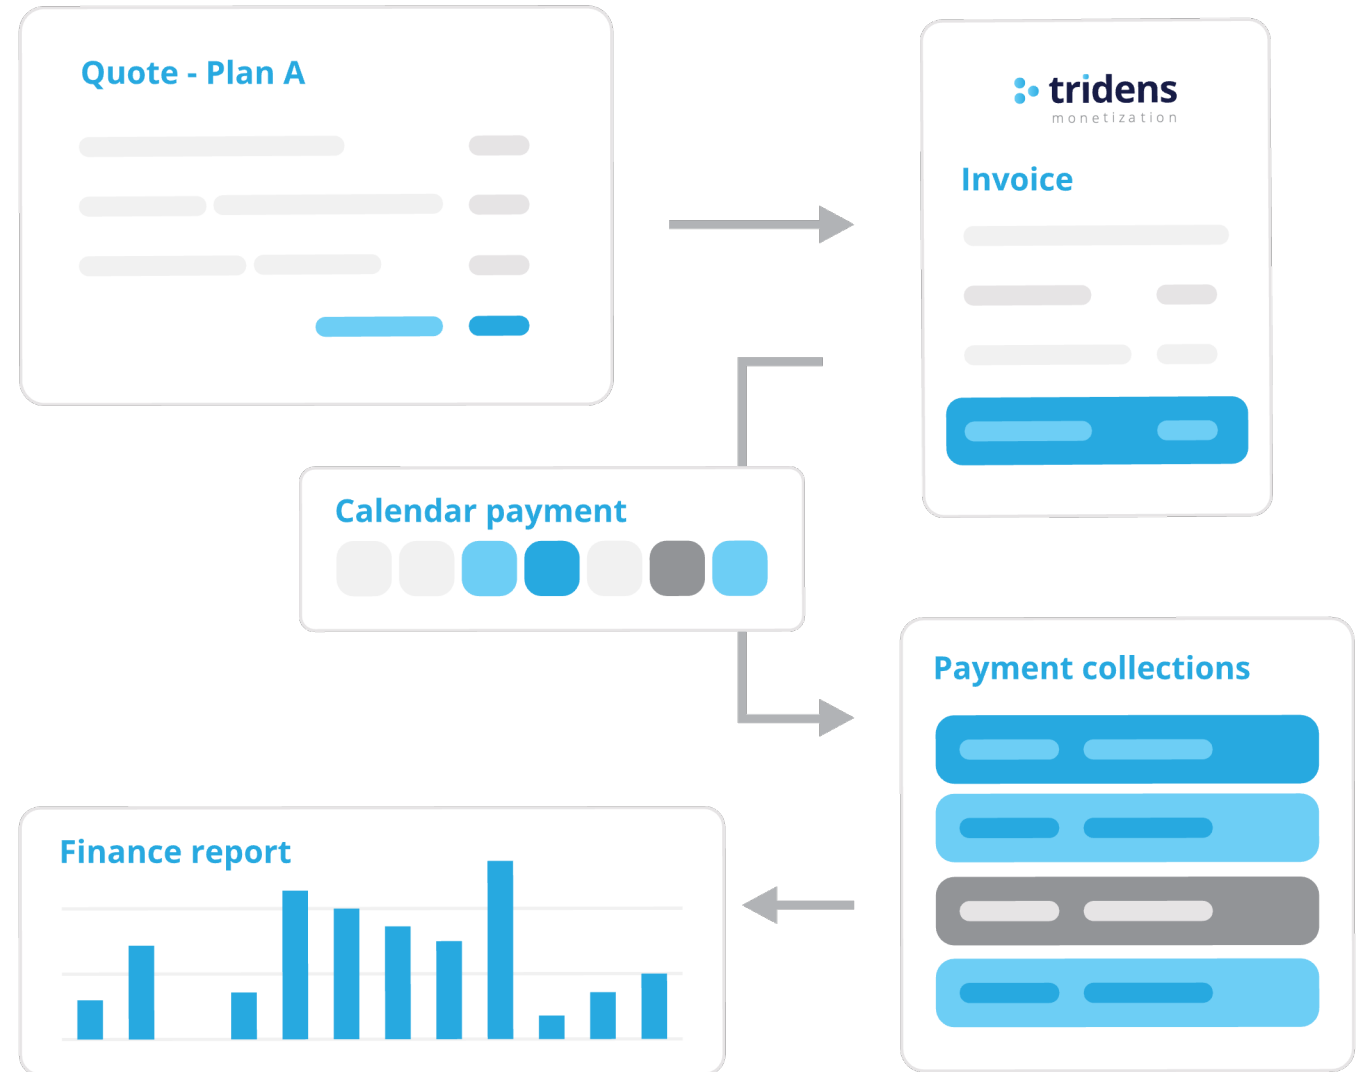 Quote - Plan A
tridens
monetization
Invoice
Calendar payment
Payment collections
Finance report